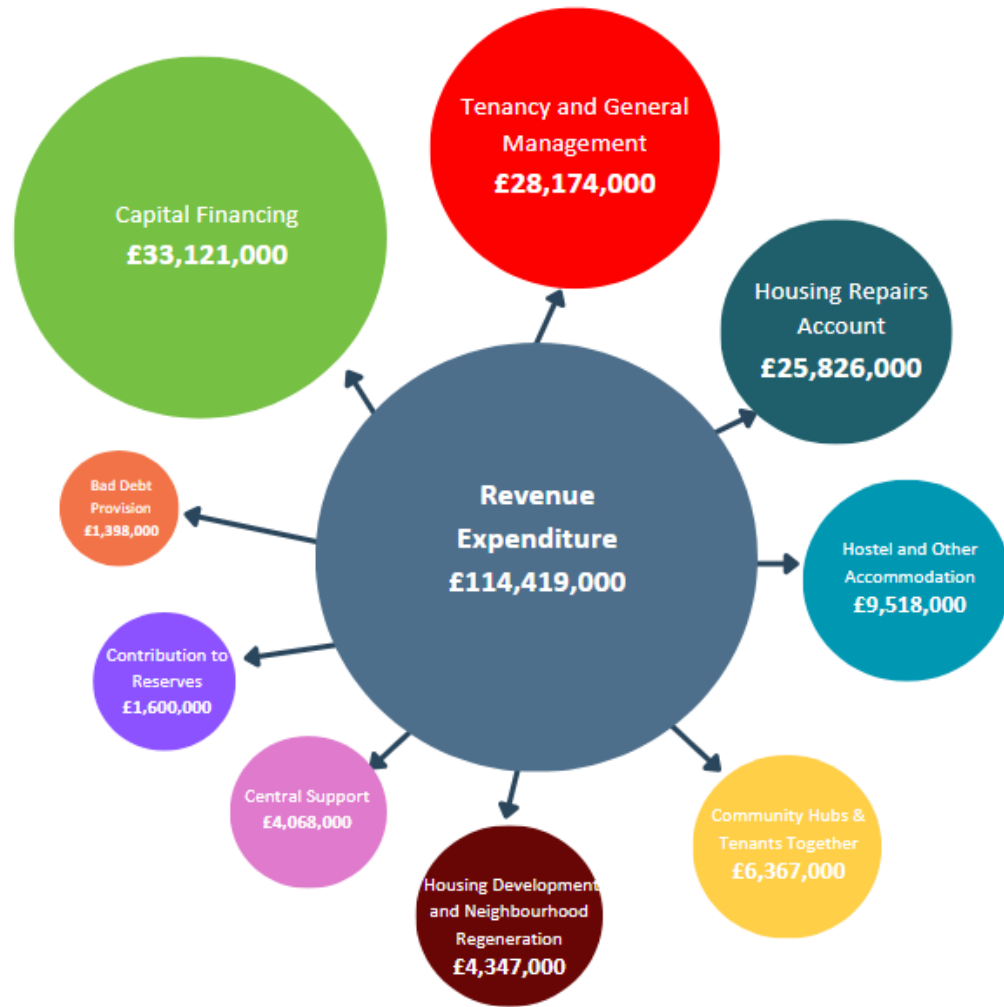 Tenancy and General
Management
£28,174,000
Capital Financing
£33,121,000
Housing Repairs
Account
£25,826,000
Bad Debt
Provision
£1,398,000
Revenue
Expenditure
£114,419,000
Hostel and Other
Accommodation
£9,518,000
Contribution to
Reserves
£1,600,000
Central Support
£4,068,000
Community Hubs &
Tenants Together
£6,367,000
Housing Development
and Neighbourhood
Regeneration
£4,347,000